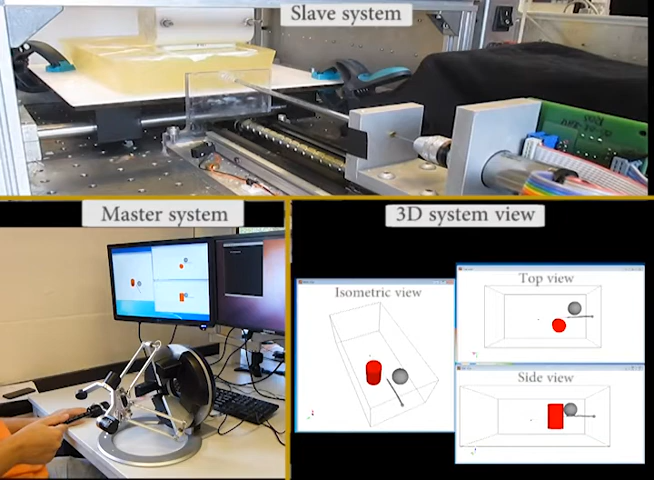 Slave system
Master system
3D system view
Isometric view
Top view
Side view